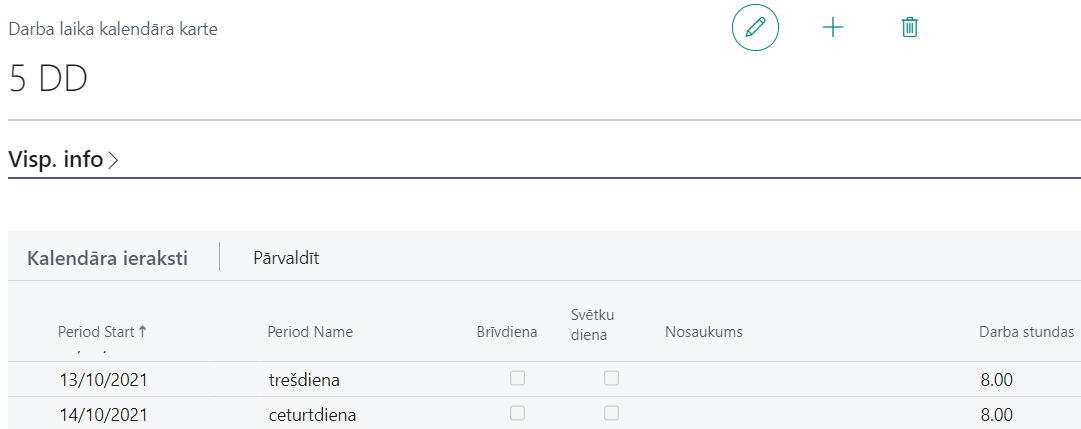 Darba laika kalendāra karte
5 DD
Visp. info
Kalendāra ieraksti Pārvaldīt
Period Start Period Name Brīvdiena Svētku diena Nosaukums Darba stundas
13/10/2021 trešdiena 8.00
14/10/2021 ceturtdiena 8.00